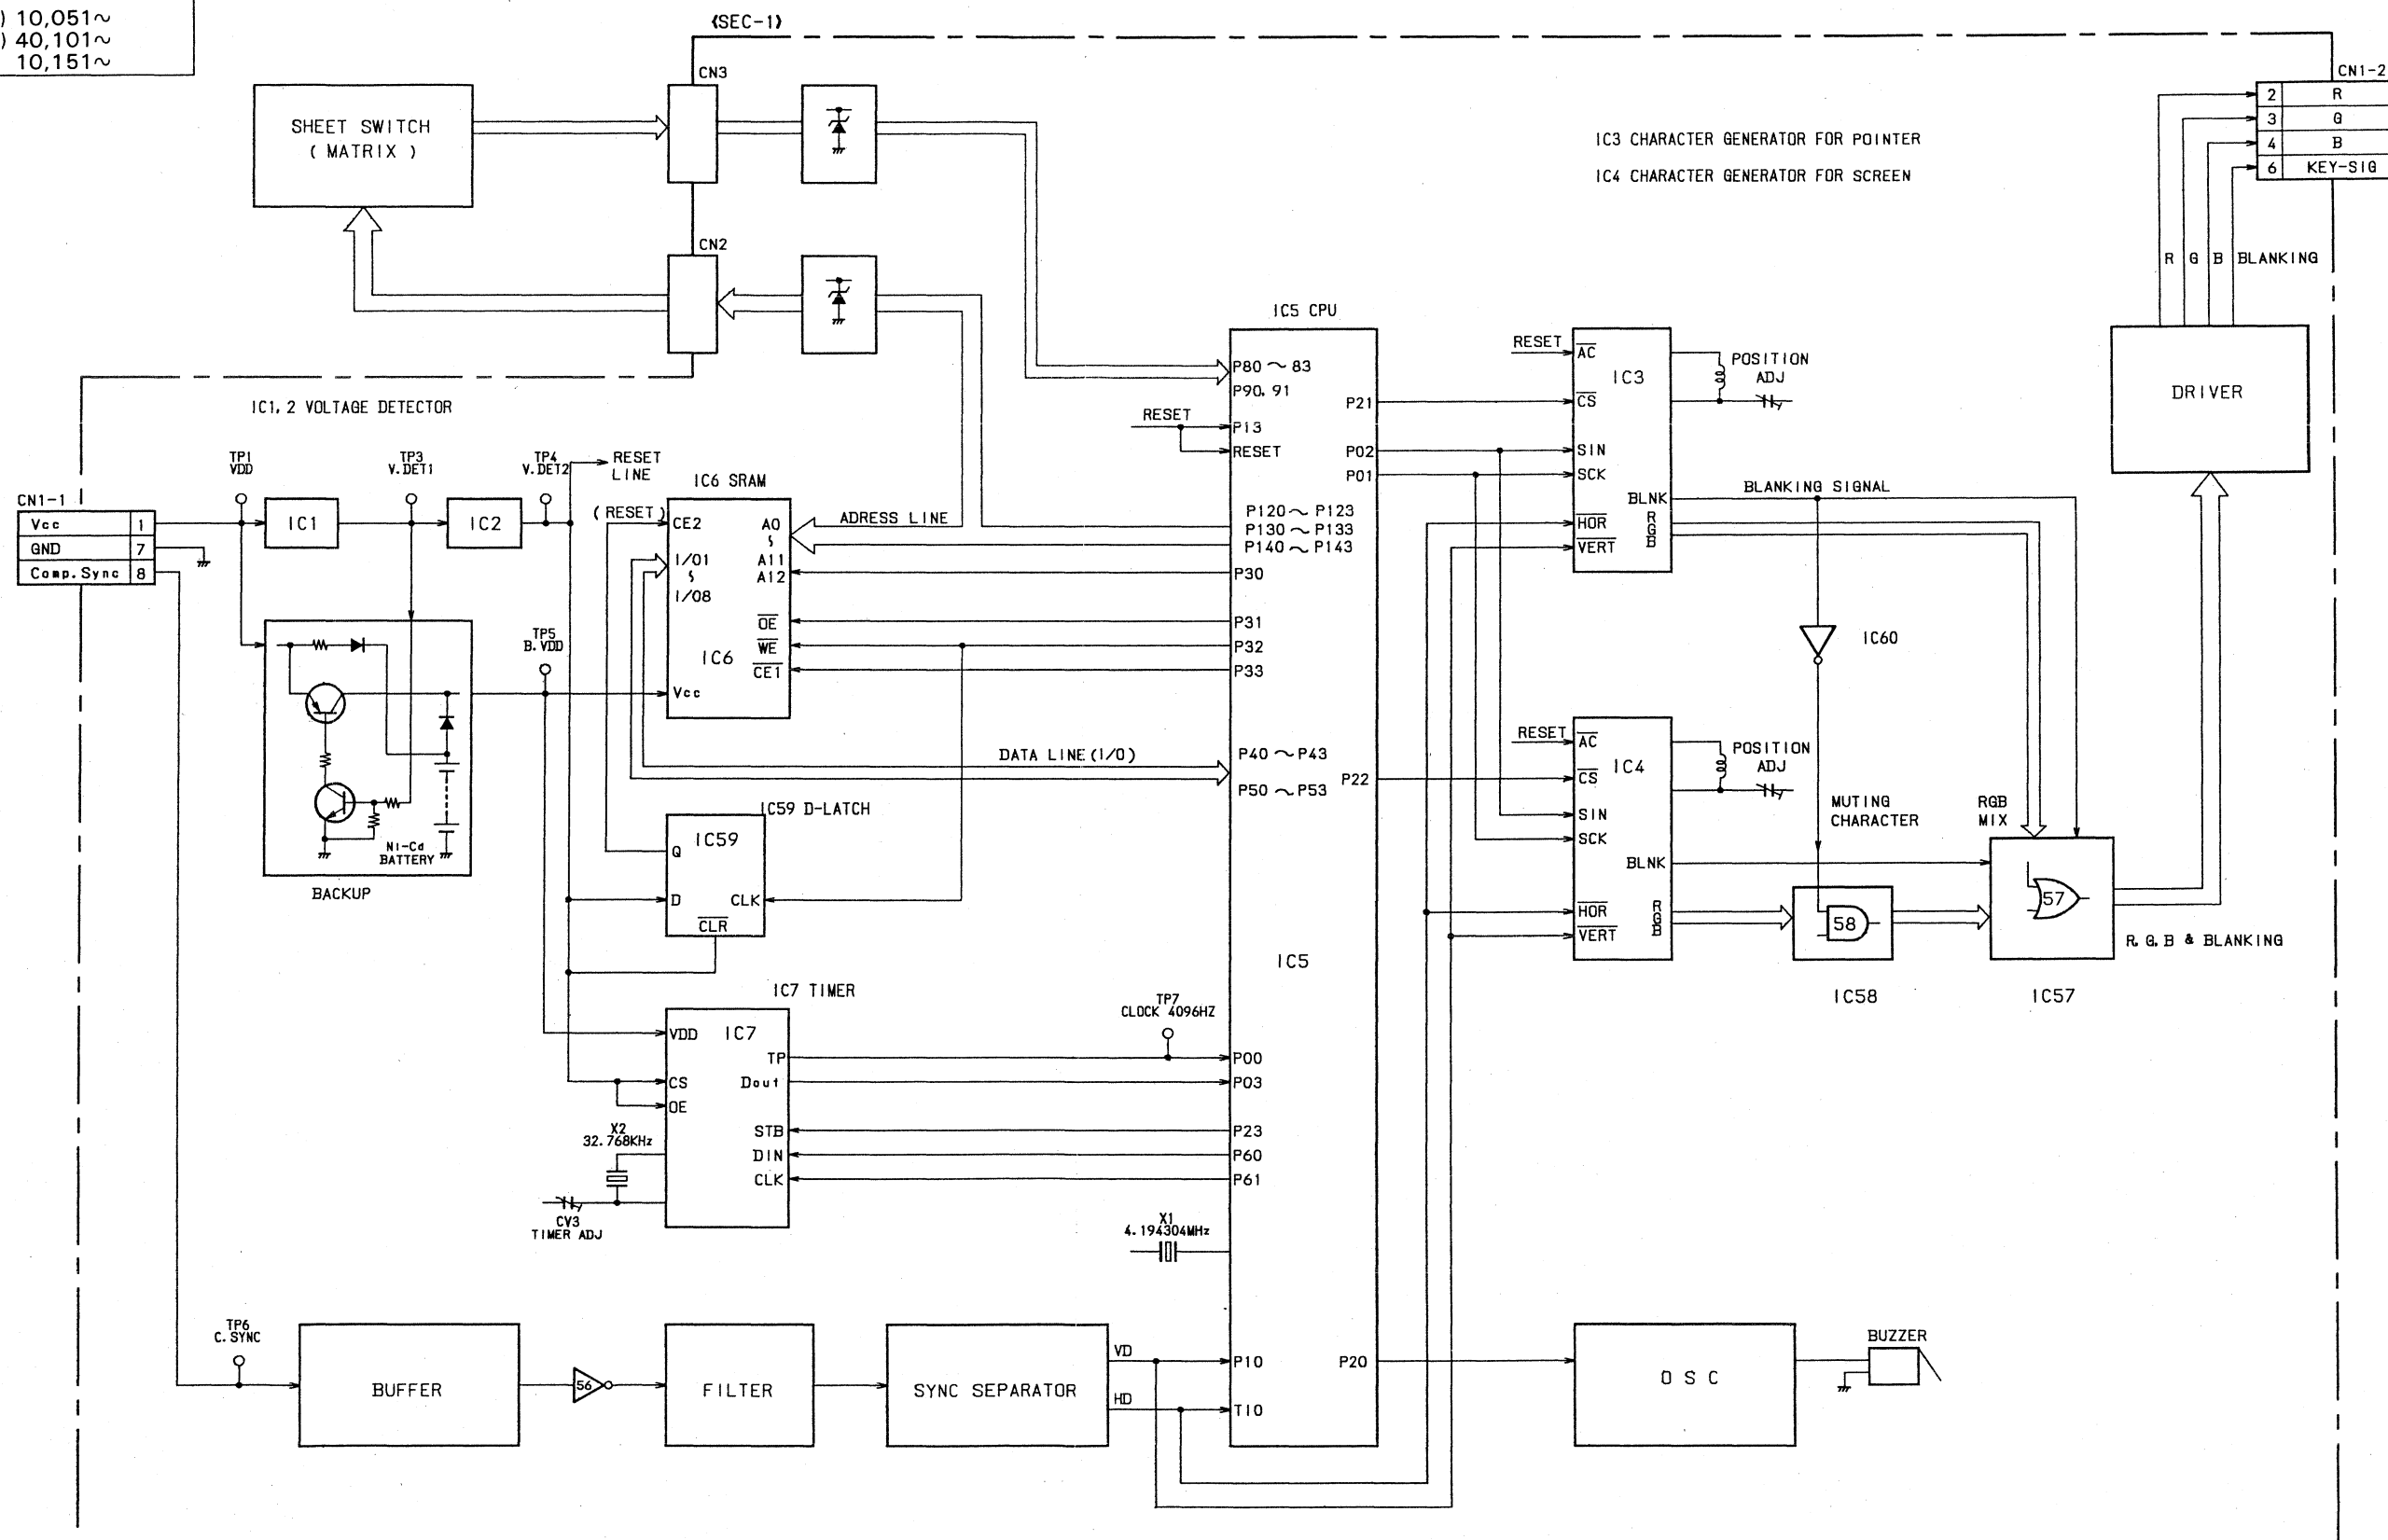 ) 10,051~
) 40,101~
10,151~
《SEC-1》
CN3
CN1-2
2 R
3 G
4 B
6 KEY-SIG
SHEET SWITCH
( MATRIX )
IC3 CHARACTER GENERATOR FOR POINTER
IC4 CHARACTER GENERATOR FOR SCREEN
CN2
R G B BLANKING
IC5 CPU
DRIVER
IC1,2 VOLTAGE DETECTOR
P80 ~ 83
P90, 91
RESET
P13
RESET
P21
P02
P01
RESET
AC
IC3
CS
SIN
SCK
BLNK
HOR
R
G
B
VERT
POSITION
ADJ
BLANKING SIGNAL
TP1
VDD
TP3
V.DET1
TP4
V.DET2
RESET
LINE
CN1-1
Vcc 1
GND 7
Comp.Sync 8
IC1
IC2
IC6 SRAM
(RESET)
CE2
I/O1
~
I/O8
A0
~
A11
A12
OE
WE
CE1
IC6
Vcc
ADRESS LINE
P120 ~ P123
P130 ~ P133
P140 ~ P143
P30
P31
P32
P33
IC60
TP5
B.VDD
Ni-Cd
BATTERY
BACKUP
DATA LINE(I/O)
P40 ~ P43
P50 ~ P53
P22
RESET
AC
IC4
CS
SIN
SCK
BLNK
HOR
R
G
B
VERT
POSITION
ADJ
MUTING
CHARACTER
RGB
MIX
IC59 D-LATCH
IC59
Q
D
CLK
CLR
58
57
R, G, B & BLANKING
IC58
IC57
IC5
IC7 TIMER
VDD
IC7
TP
CS
Dout
OE
STB
DIN
CLK
TP7
CLOCK 4096HZ
P00
P03
P23
P60
P61
X2
32.768KHz
CV3
TIMER ADJ
X1
4.194304MHz
TP6
C.SYNC
BUFFER
56
FILTER
SYNC SEPARATOR
VD
HD
P10
TI0
P20
OSC
BUZZER